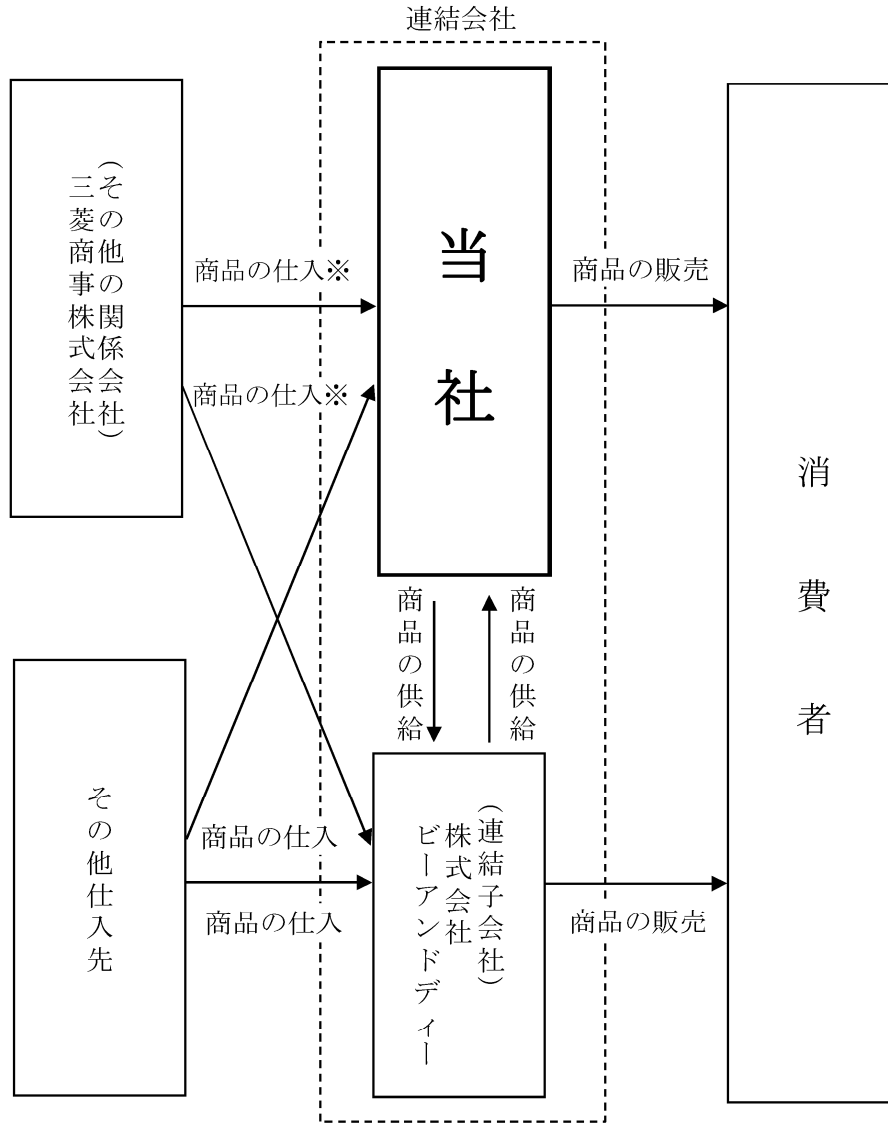 連結会社
(その他の関係会社)
三菱商事株式会社
商品の仕入※
商品の仕入※
当社
商品の販売
消費者
商品の供給
商品の供給
その他仕入先
商品の仕入
商品の仕入
(連結子会社)
株式会社
ビーアンドディー
商品の販売